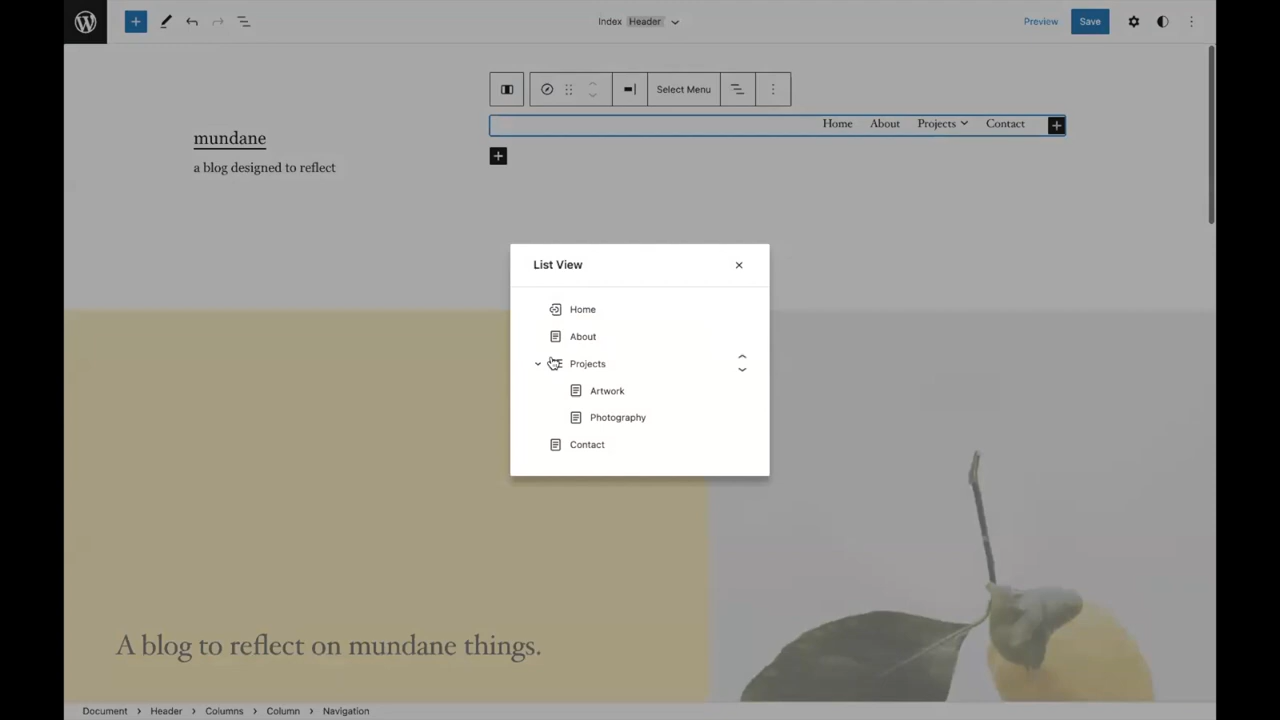 Index Header
Preview
Save
Select Menu
Home About Projects Contact
mundane
a blog designed to reflect
List View
Home
About
Projects
Artwork
Photography
Contact
A blog to reflect on mundane things.
Document Header Columns Column Navigation